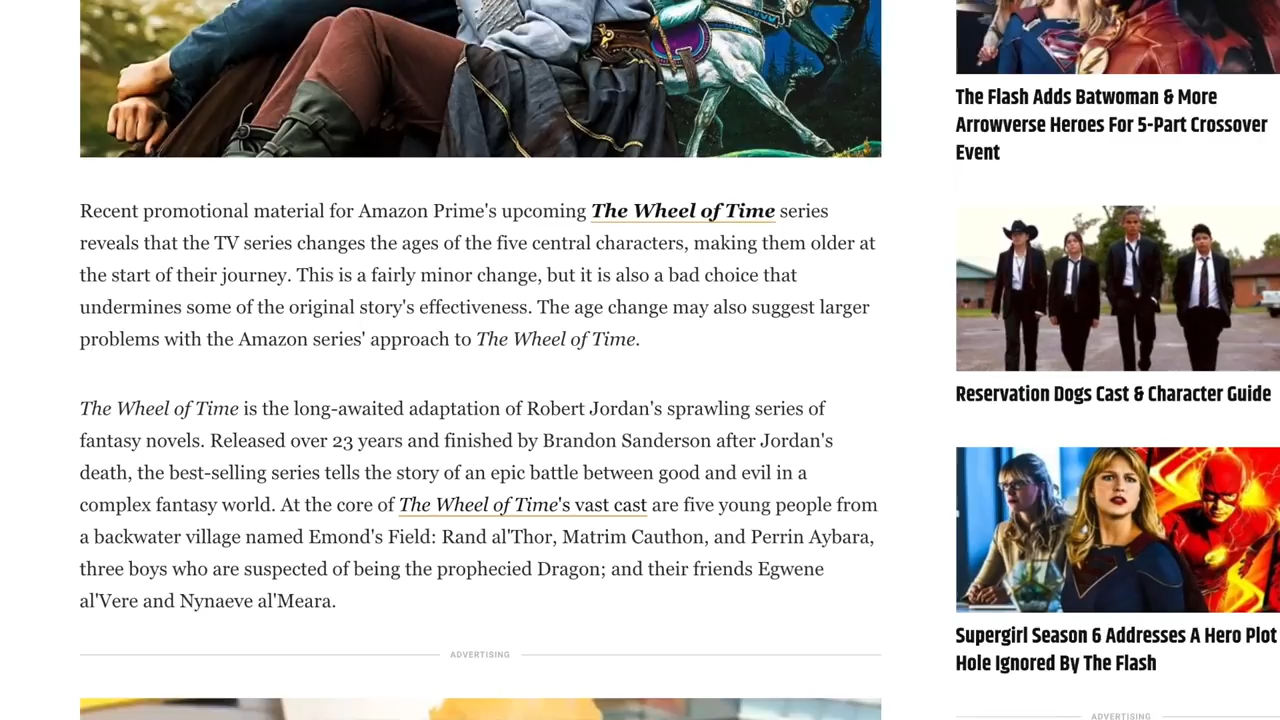 Recent promotional material for Amazon Prime's upcoming The Wheel of Time series
reveals that the TV series changes the ages of the five central characters, making them older at
the start of their journey. This is a fairly minor change, but it is also a bad choice that
undermines some of the original story's effectiveness. The age change may also suggest larger
problems with the Amazon series' approach to The Wheel of Time.
The Wheel of Time is the long-awaited adaptation of Robert Jordan's sprawling series of
fantasy novels. Released over 23 years and finished by Brandon Sanderson after Jordan's
death, the best-selling series tells the story of an epic battle between good and evil in a
complex fantasy world. At the core of The Wheel of Time's vast cast are five young people from
a backwater village named Emond's Field: Rand al'Thor, Matrim Cauthon, and Perrin Aybara,
three boys who are suspected of being the prophecied Dragon; and their friends Egwene
al'Vere and Nynaeve al'Meara.
ADVERTISING
The Flash Adds Batwoman & More
Arrowverse Heroes For 5-Part Crossover
Event
Reservation Dogs Cast & Character Guide
Supergirl Season 6 Addresses A Hero Plot
Hole Ignored By The Flash
ADVERTISING